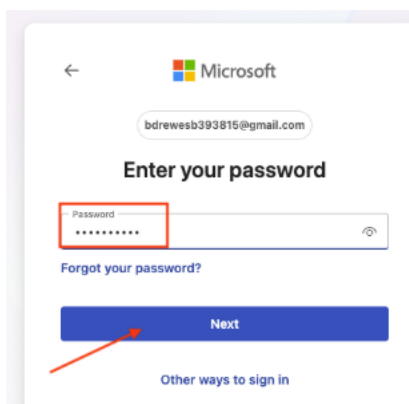 Microsoft
bdrewesb393815@gmail.com
Enter your password
Password
••••••••••
Forgot your password?
Next
Other ways to sign in